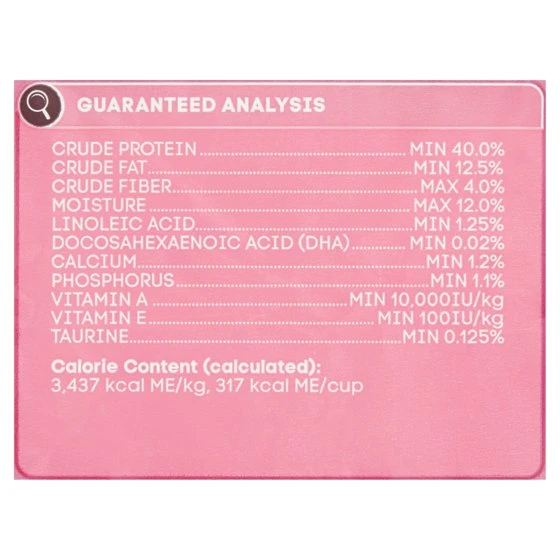 GUARANTEED ANALYSIS
CRUDE PROTEIN........................................MIN 40.0%
CRUDE FAT................................................MIN 12.5%
CRUDE FIBER.............................................MAX 4.0%
MOISTURE................................................MAX 12.0%
LINOLEIC ACID..........................................MIN 1.25%
DOCOSAHEXAENOIC ACID (DHA)..........MIN 0.02%
CALCIUM....................................................MIN 1.2%
PHOSPHORUS.............................................MIN 1.1%
VITAMIN A ....................................MIN 10,000IU/kg
VITAMIN E .........................................MIN 100IU/kg
TAURINE.................................................MIN 0.125%
Calorie Content (calculated):
3,437 kcal ME/kg, 317 kcal ME/cup